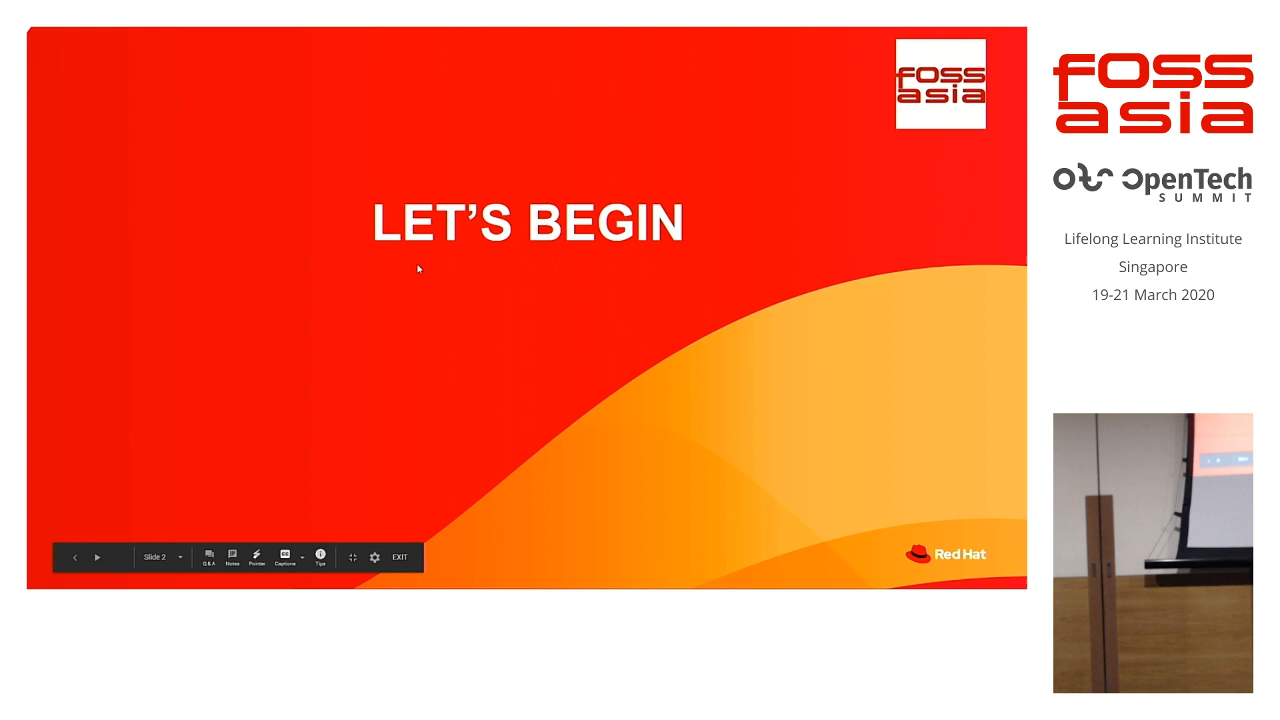 FOSS
asia
LET'S BEGIN
Slide 2
Q&A
Notes
Pointer
Captions
Tips
EXIT
Red Hat
FOSS
asia
OpenTech
SUMMIT
Lifelong Learning Institute
Singapore
19-21 March 2020